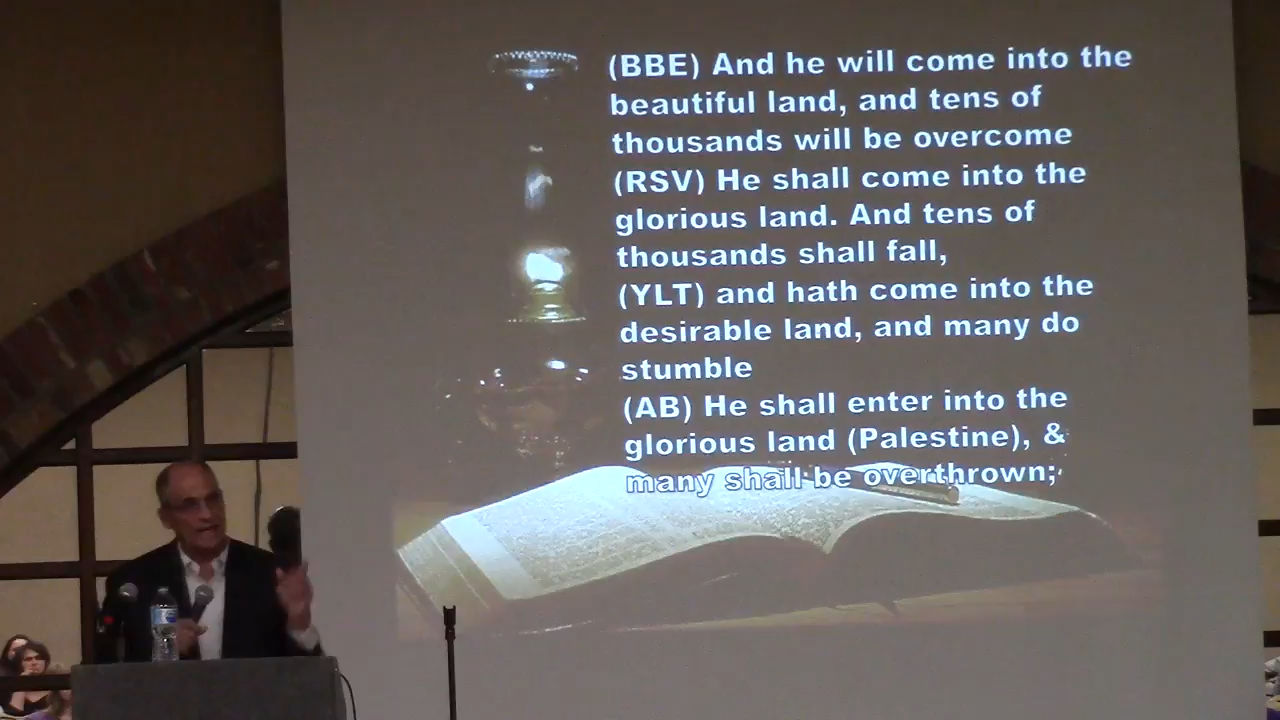 (BBE) And he will come into the
beautiful land, and tens of
thousands will be overcome
(RSV) He shall come into the
glorious land. And tens of
thousands shall fall,
(YLT) and hath come into the
desirable land, and many do
stumble
(AB) He shall enter into the
glorious land (Palestine), &
many shall be overthrown;